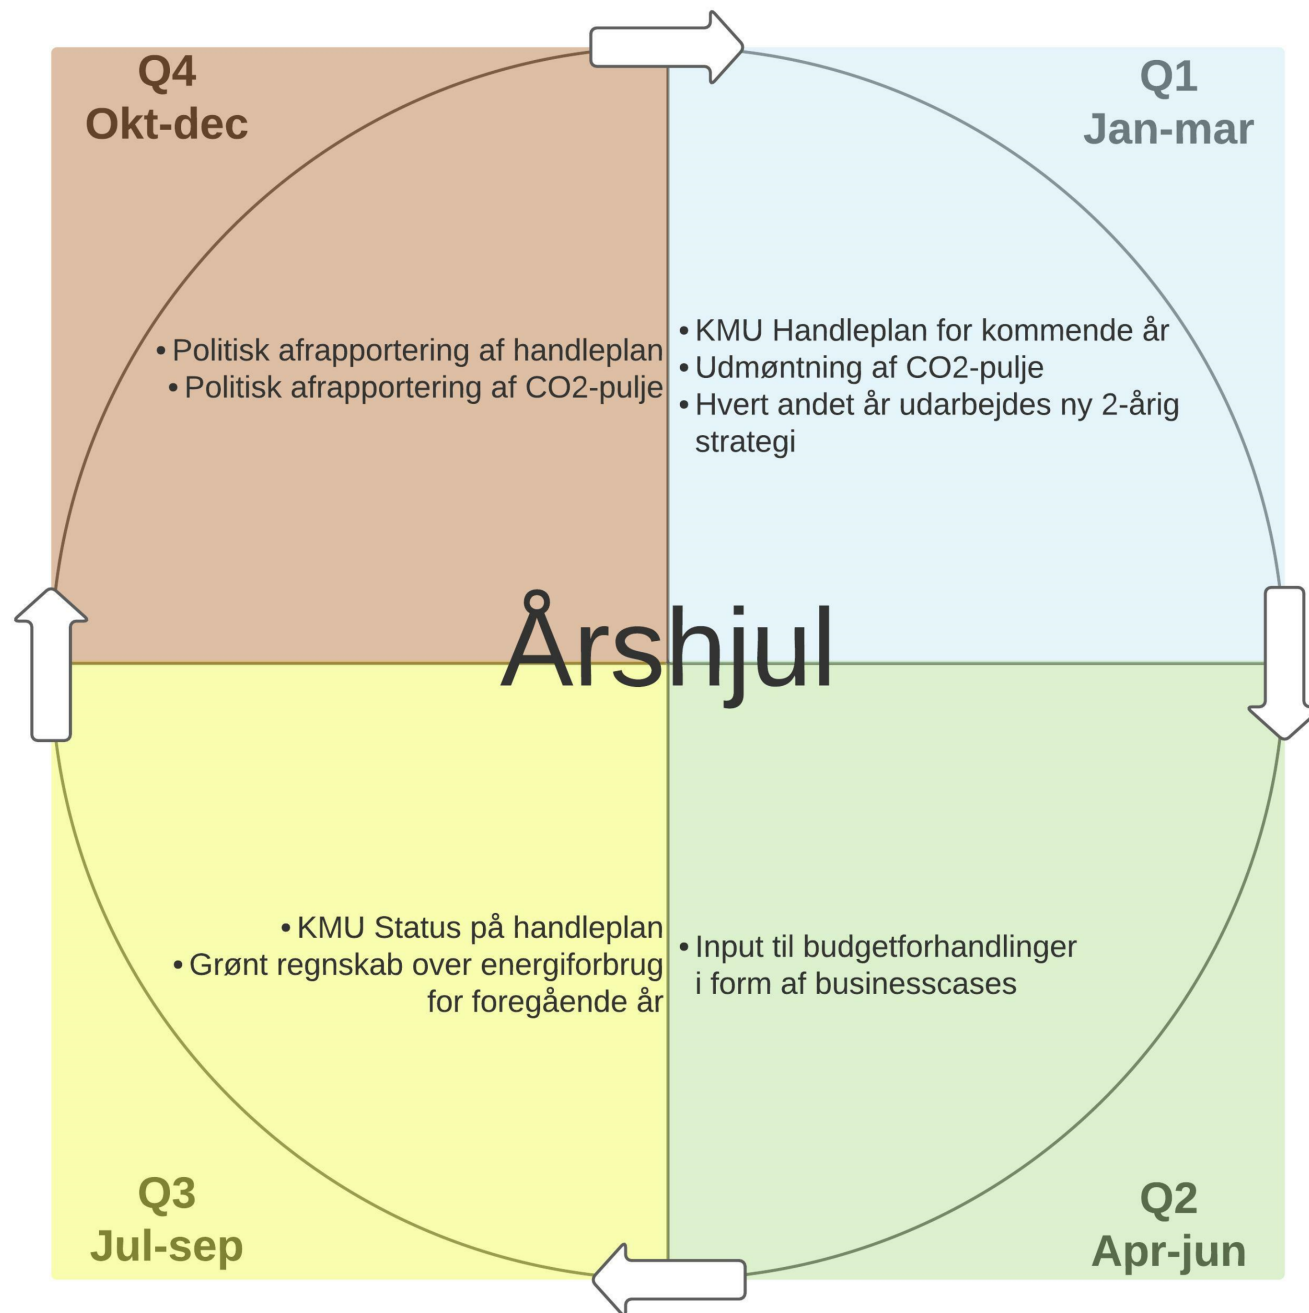 Q4
Okt-dec
Q1
Jan-mar
• Politisk afrapportering af handleplan
• Politisk afrapportering af CO2-pulje
• KMU Handleplan for kommende år
• Udmøntning af CO2-pulje
• Hvert andet år udarbejdes ny 2-årig
strategi
Årshjul
• KMU Status på handleplan
• Grønt regnskab over energiforbrug
for foregående år
• Input til budgetforhandlinger
i form af businesscases
Q3
Jul-sep
Q2
Apr-jun